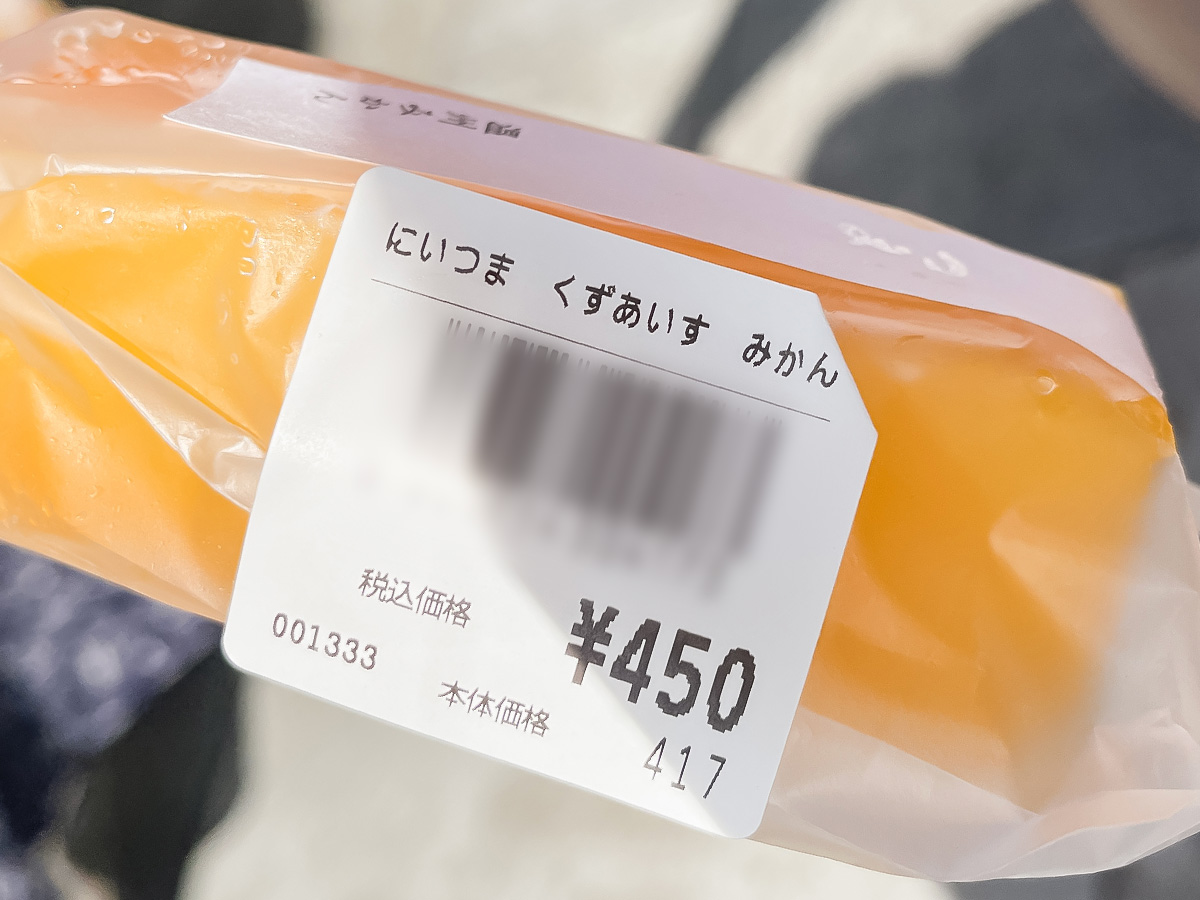 にいつま くずあいす みかん
税込価格
¥450
001333
本体価格
417